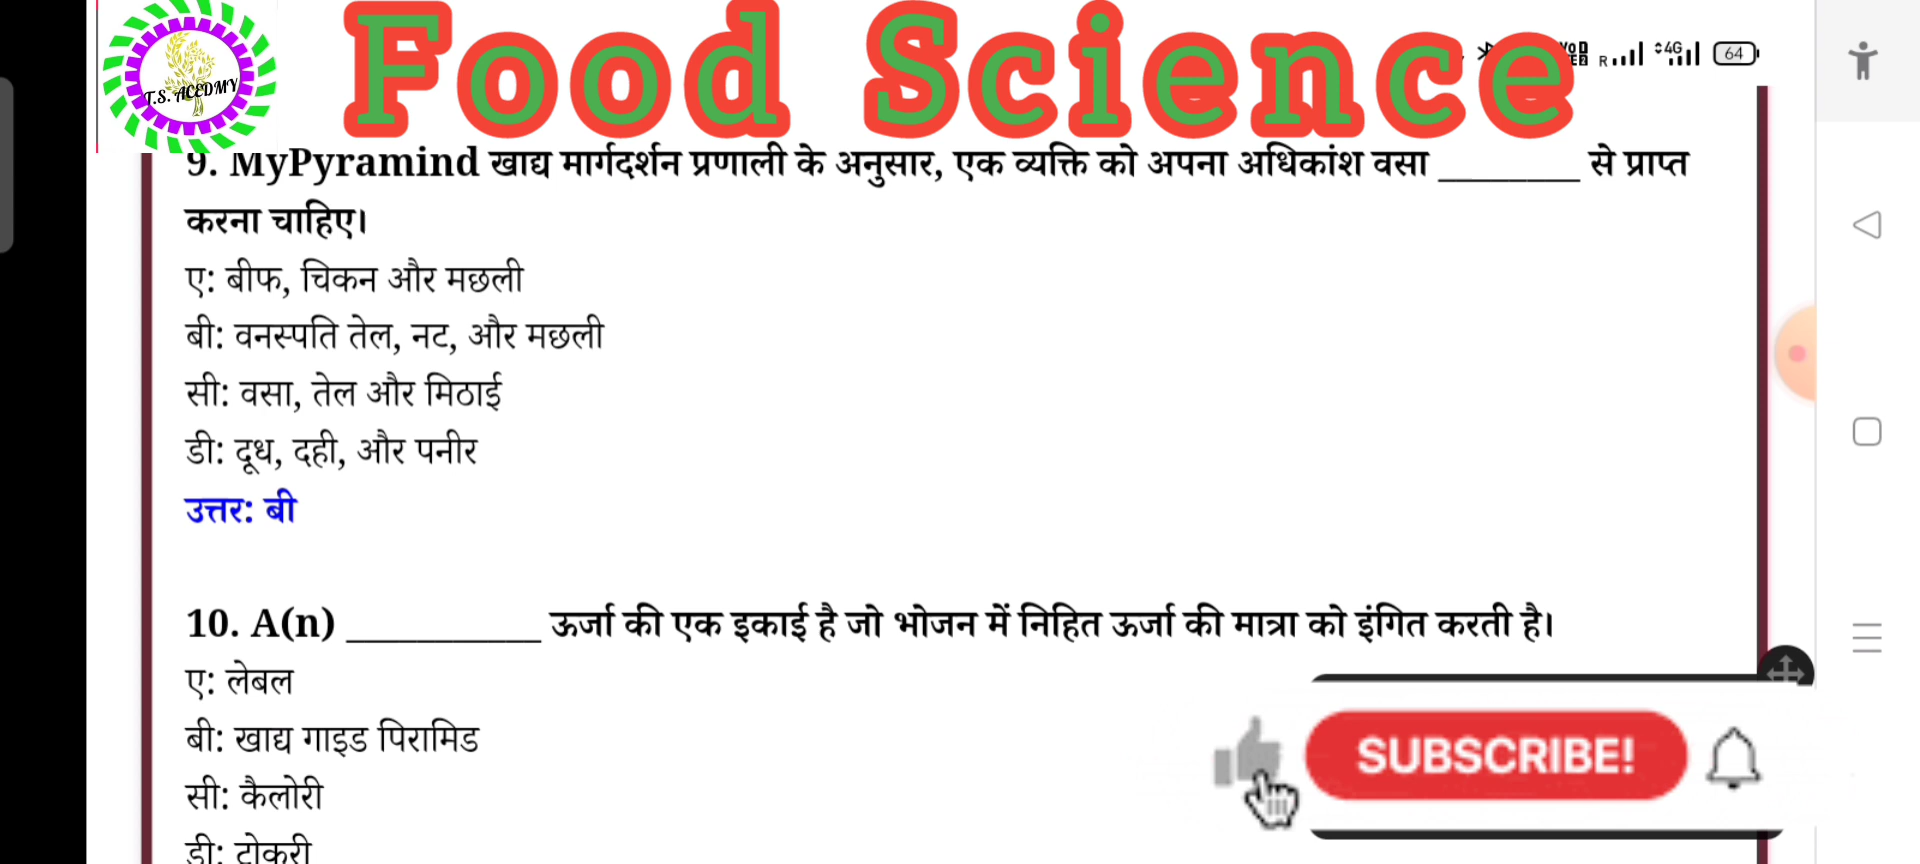 Food Science
T.S. ACEDMY
64
9. MyPyramind खाद्य मार्गदर्शन प्रणाली के अनुसार, एक व्यक्ति को अपना अधिकांश वसा ________ से प्राप्त
करना चाहिए।
ए: बीफ, चिकन और मछली
बी: वनस्पति तेल, नट, और मछली
सी: वसा, तेल और मिठाई
डी: दूध, दही, और पनीर
उत्तर: बी
10. A(n) ___________ ऊर्जा की एक इकाई है जो भोजन में निहित ऊर्जा की मात्रा को इंगित करती है।
ए: लेबल
बी: खाद्य गाइड पिरामिड
सी: कैलोरी
डी: टोकरी
SUBSCRIBE!